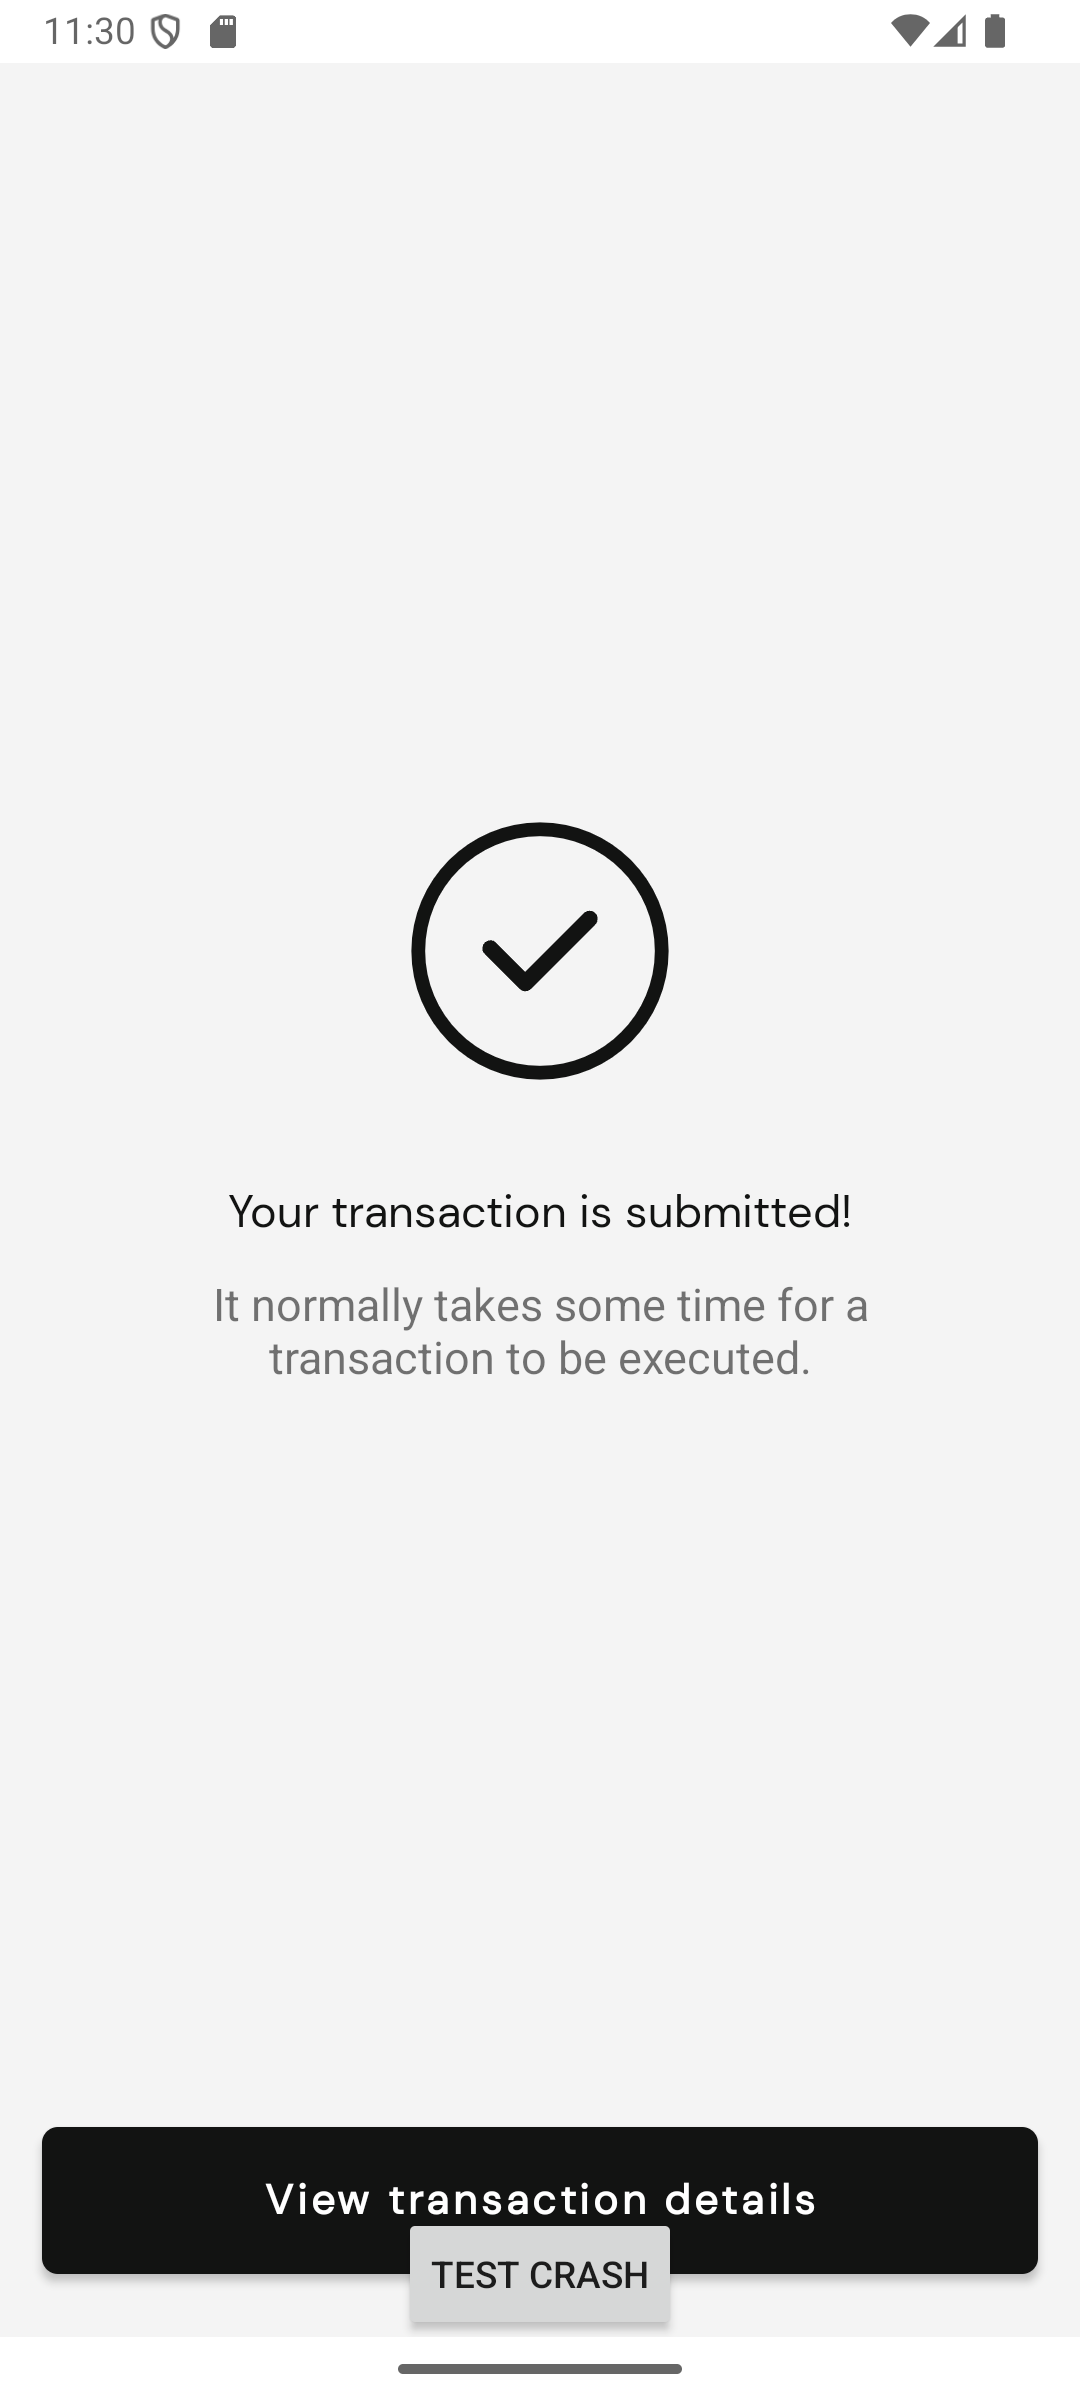 11:30
Your transaction is submitted!
It normally takes some time for a
transaction to be executed.
View transaction details
TEST CRASH